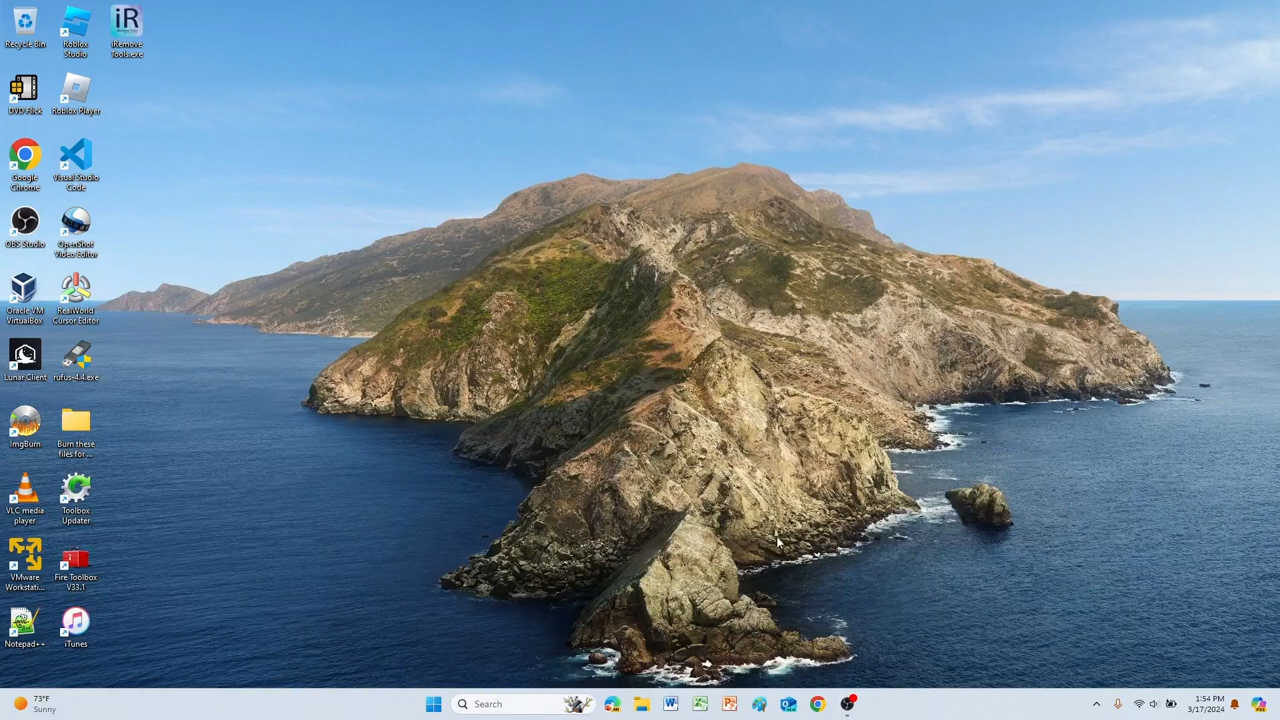 Recycle Bin
Roblox
Studio
iR
iRemove
Tools.exe
DVD Flick
Roblox Player
Google
Chrome
Visual Studio
Code
OBS Studio
OpenShot
Video Editor
Oracle VM
VirtualBox
RealWorld
Cursor Editor
Lunar Client
rufus-4.4.exe
ImgBurn
Burn these
files for ...
VLC media
player
Toolbox
Updater
VMware
Workstati...
Fire Toolbox
V33.1
Notepad++
iTunes
73°F
Sunny
Search
1:54 PM
3/17/2024